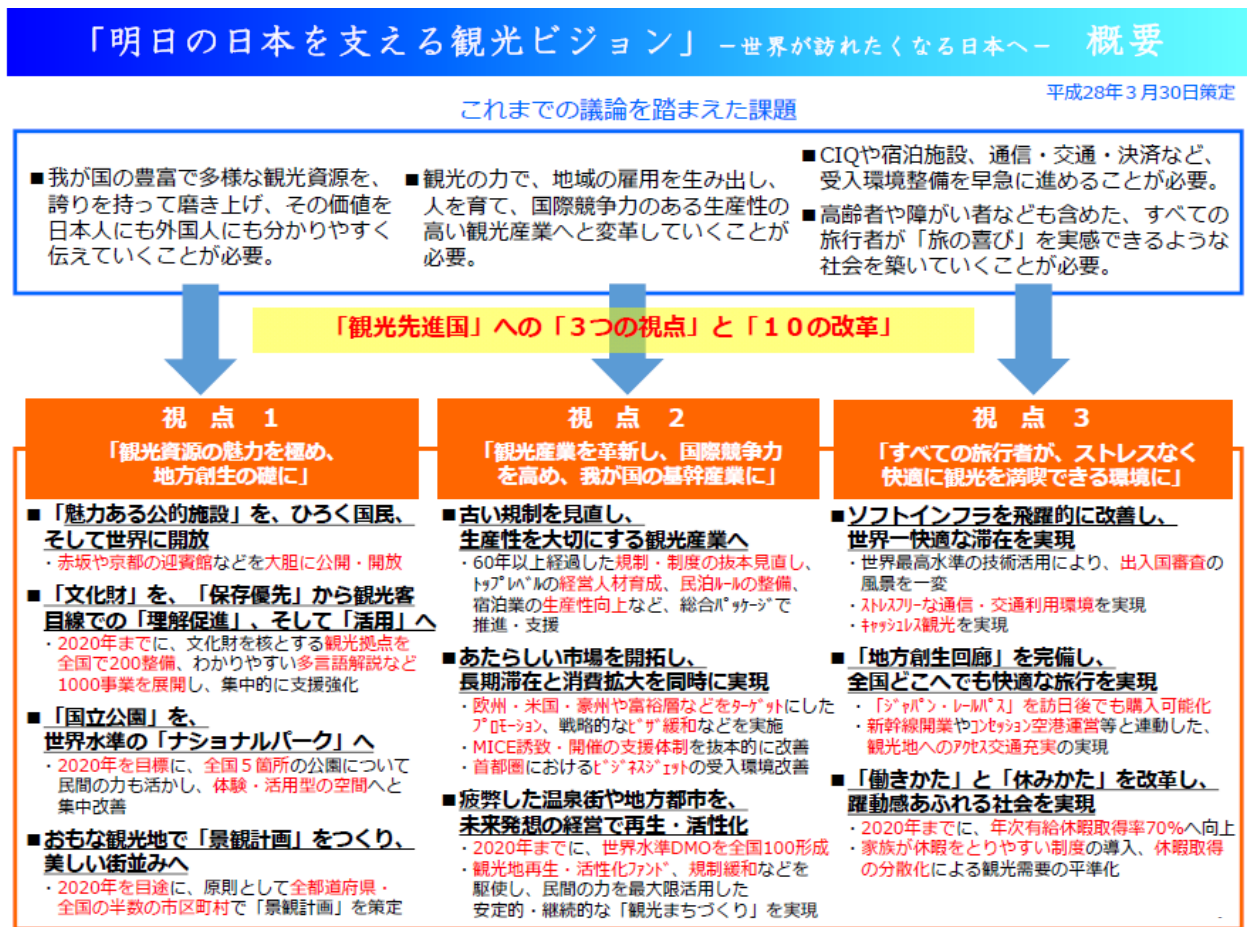 「明日の日本を支える観光ビジョン」 －世界が訪れたくなる日本へ－ 概要
平成28年３月30日策定
これまでの議論を踏まえた課題
■我が国の豊富で多様な観光資源を、
誇りを持って磨き上げ、その価値を
日本人にも外国人にも分かりやすく
伝えていくことが必要。
■観光の力で、地域の雇用を生み出し、
人を育て、国際競争力のある生産性の
高い観光産業へと変革していくことが
必要。
■CIQや宿泊施設、通信・交通・決済など、
受入環境整備を早急に進めることが必要。
■高齢者や障がい者なども含めた、すべての
旅行者が「旅の喜び」を実感できるような
社会を築いていくことが必要。
「観光先進国」への「３つの視点」と「１０の改革」
視 点 １
「観光資源の魅力を極め、
地方創生の礎に」
■「魅力ある公的施設」を、ひろく国民、
そして世界に開放
・赤坂や京都の迎賓館などを大胆に公開・開放
■「文化財」を、「保存優先」から観光客
目線での「理解促進」、そして「活用」へ
・2020年までに、文化財を核とする観光拠点を
全国で200整備、わかりやすい多言語解説など
1000事業を展開し、集中的に支援強化
■「国立公園」を、
世界水準の「ナショナルパーク」へ
・2020年を目標に、全国５箇所の公園について
民間の力も活かし、体験・活用型の空間へと
集中改善
■おもな観光地で「景観計画」をつくり、
美しい街並みへ
・2020年を目途に、原則として全都道府県・
全国の半数の市区町村で「景観計画」を策定
視 点 ２
「観光産業を革新し、国際競争力
を高め、我が国の基幹産業に」
■古い規制を見直し、
生産性を大切にする観光産業へ
・60年以上経過した規制・制度の抜本見直し、
ﾄｯﾌﾟﾚﾍﾞﾙの経営人材育成、民泊ﾙｰﾙの整備、
宿泊業の生産性向上など、総合ﾊﾟｯｹｰｼﾞで
推進・支援
■あたらしい市場を開拓し、
長期滞在と消費拡大を同時に実現
・欧州・米国・豪州や富裕層などをﾀｰｹﾞｯﾄにした
ﾌﾟﾛﾓｰｼｮﾝ、戦略的なﾋﾞｻﾞ緩和などを実施
・MICE誘致・開催の支援体制を抜本的に改善
・首都圏におけるﾋﾞｼﾞﾈｽｼﾞｪｯﾄの受入環境改善
■疲弊した温泉街や地方都市を、
未来発想の経営で再生・活性化
・2020年までに、世界水準DMOを全国100形成
・観光地再生・活性化ﾌｧﾝﾄﾞ、規制緩和などを
駆使し、民間の力を最大限活用した
安定的・継続的な「観光まちづくり」を実現
視 点 ３
「すべての旅行者が、ストレスなく
快適に観光を満喫できる環境に」
■ソフトインフラを飛躍的に改善し、
世界一快適な滞在を実現
・世界最高水準の技術活用により、出入国審査の
風景を一変
・ｽﾄﾚｽﾌﾘｰな通信・交通利用環境を実現
・ｷｬｯｼｭﾚｽ観光を実現
■「地方創生回廊」を完備し、
全国どこへでも快適な旅行を実現
・「ｼﾞｬﾊﾟﾝ・ﾚｰﾙﾊﾟｽ」を訪日後でも購入可能化
・新幹線開業やｺﾝｾｯｼｮﾝ空港運営等と連動した、
観光地へのｱｸｾｽ交通充実の実現
■「働きかた」と「休みかた」を改革し、
躍動感あふれる社会を実現
・2020年までに、年次有給休暇取得率70%へ向上
・家族が休暇をとりやすい制度の導入、休暇取得
の分散化による観光需要の平準化